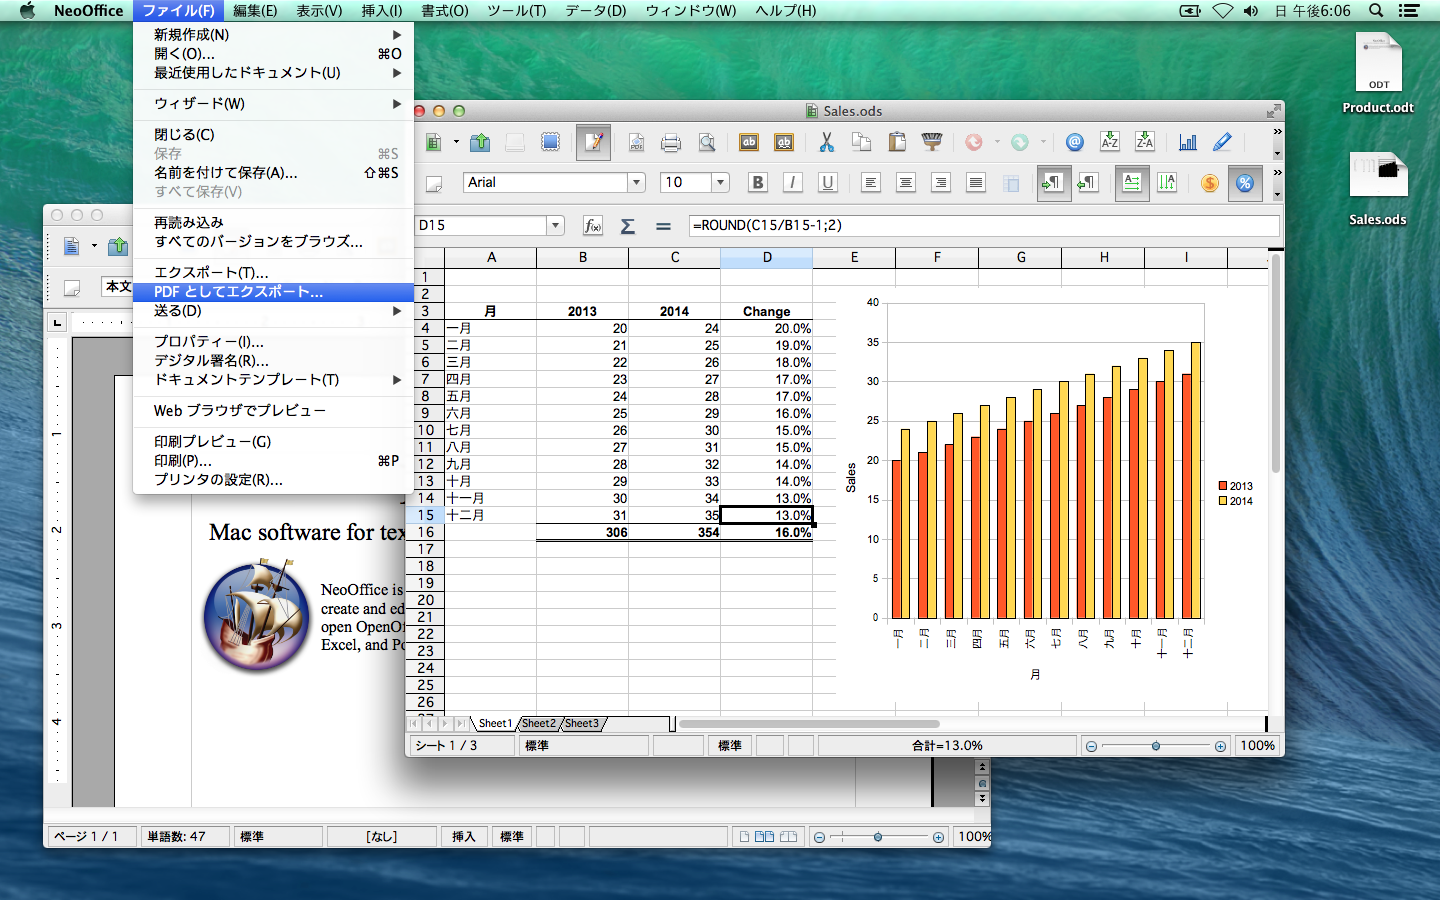 NeoOffice ファイル(F) 編集(E) 表示(V) 挿入(I) 書式(O) ツール(T) データ(D) ウィンドウ(W) ヘルプ(H) 日 午後6:06
新規作成(N)
開く(O)... ⌘O
最近使用したドキュメント(U)
ウィザード(W)
閉じる(C)
保存 ⌘S
名前を付けて保存(A)... ⇧⌘S
すべて保存(V)
再読み込み
すべてのバージョンをブラウズ...
エクスポート(T)...
PDF としてエクスポート...
送る(D)
プロパティー(I)...
デジタル署名(R)...
ドキュメントテンプレート(T)
Web ブラウザでプレビュー
印刷プレビュー(G)
印刷(P)... ⌘P
プリンタの設定(R)...
ODT
Product.odt
Sales.ods
Sales.ods
Arial 10 B I U
D15 f(x) Σ = =ROUND(C15/B15-1;2)
A B C D E F G H I
1
2
3 月 2013 2014 Change
4 一月 20 24 20.0%
5 二月 21 25 19.0%
6 三月 22 26 18.0%
7 四月 23 27 17.0%
8 五月 24 28 17.0%
9 六月 25 29 16.0%
10 七月 26 30 15.0%
11 八月 27 31 15.0%
12 九月 28 32 14.0%
13 十月 29 33 14.0%
14 十一月 30 34 13.0%
15 十二月 31 35 13.0%
16 306 354 16.0%
17
18
19
20
21
22
23
24
25
26
40
35
30
25
20
15
10
5
0
Sales
一月 二月 三月 四月 五月 六月 七月 八月 九月 十月 十一月 十二月
月
2013
2014
Sheet1 Sheet2 Sheet3
シート 1 / 3 標準 標準 合計=13.0% 100%
本文
1
2
3
4
Mac software for tex
NeoOffice is
create and ed
open OpenOf
Excel, and Po
ページ 1 / 1 単語数: 47 標準 [なし] 挿入 標準 100%